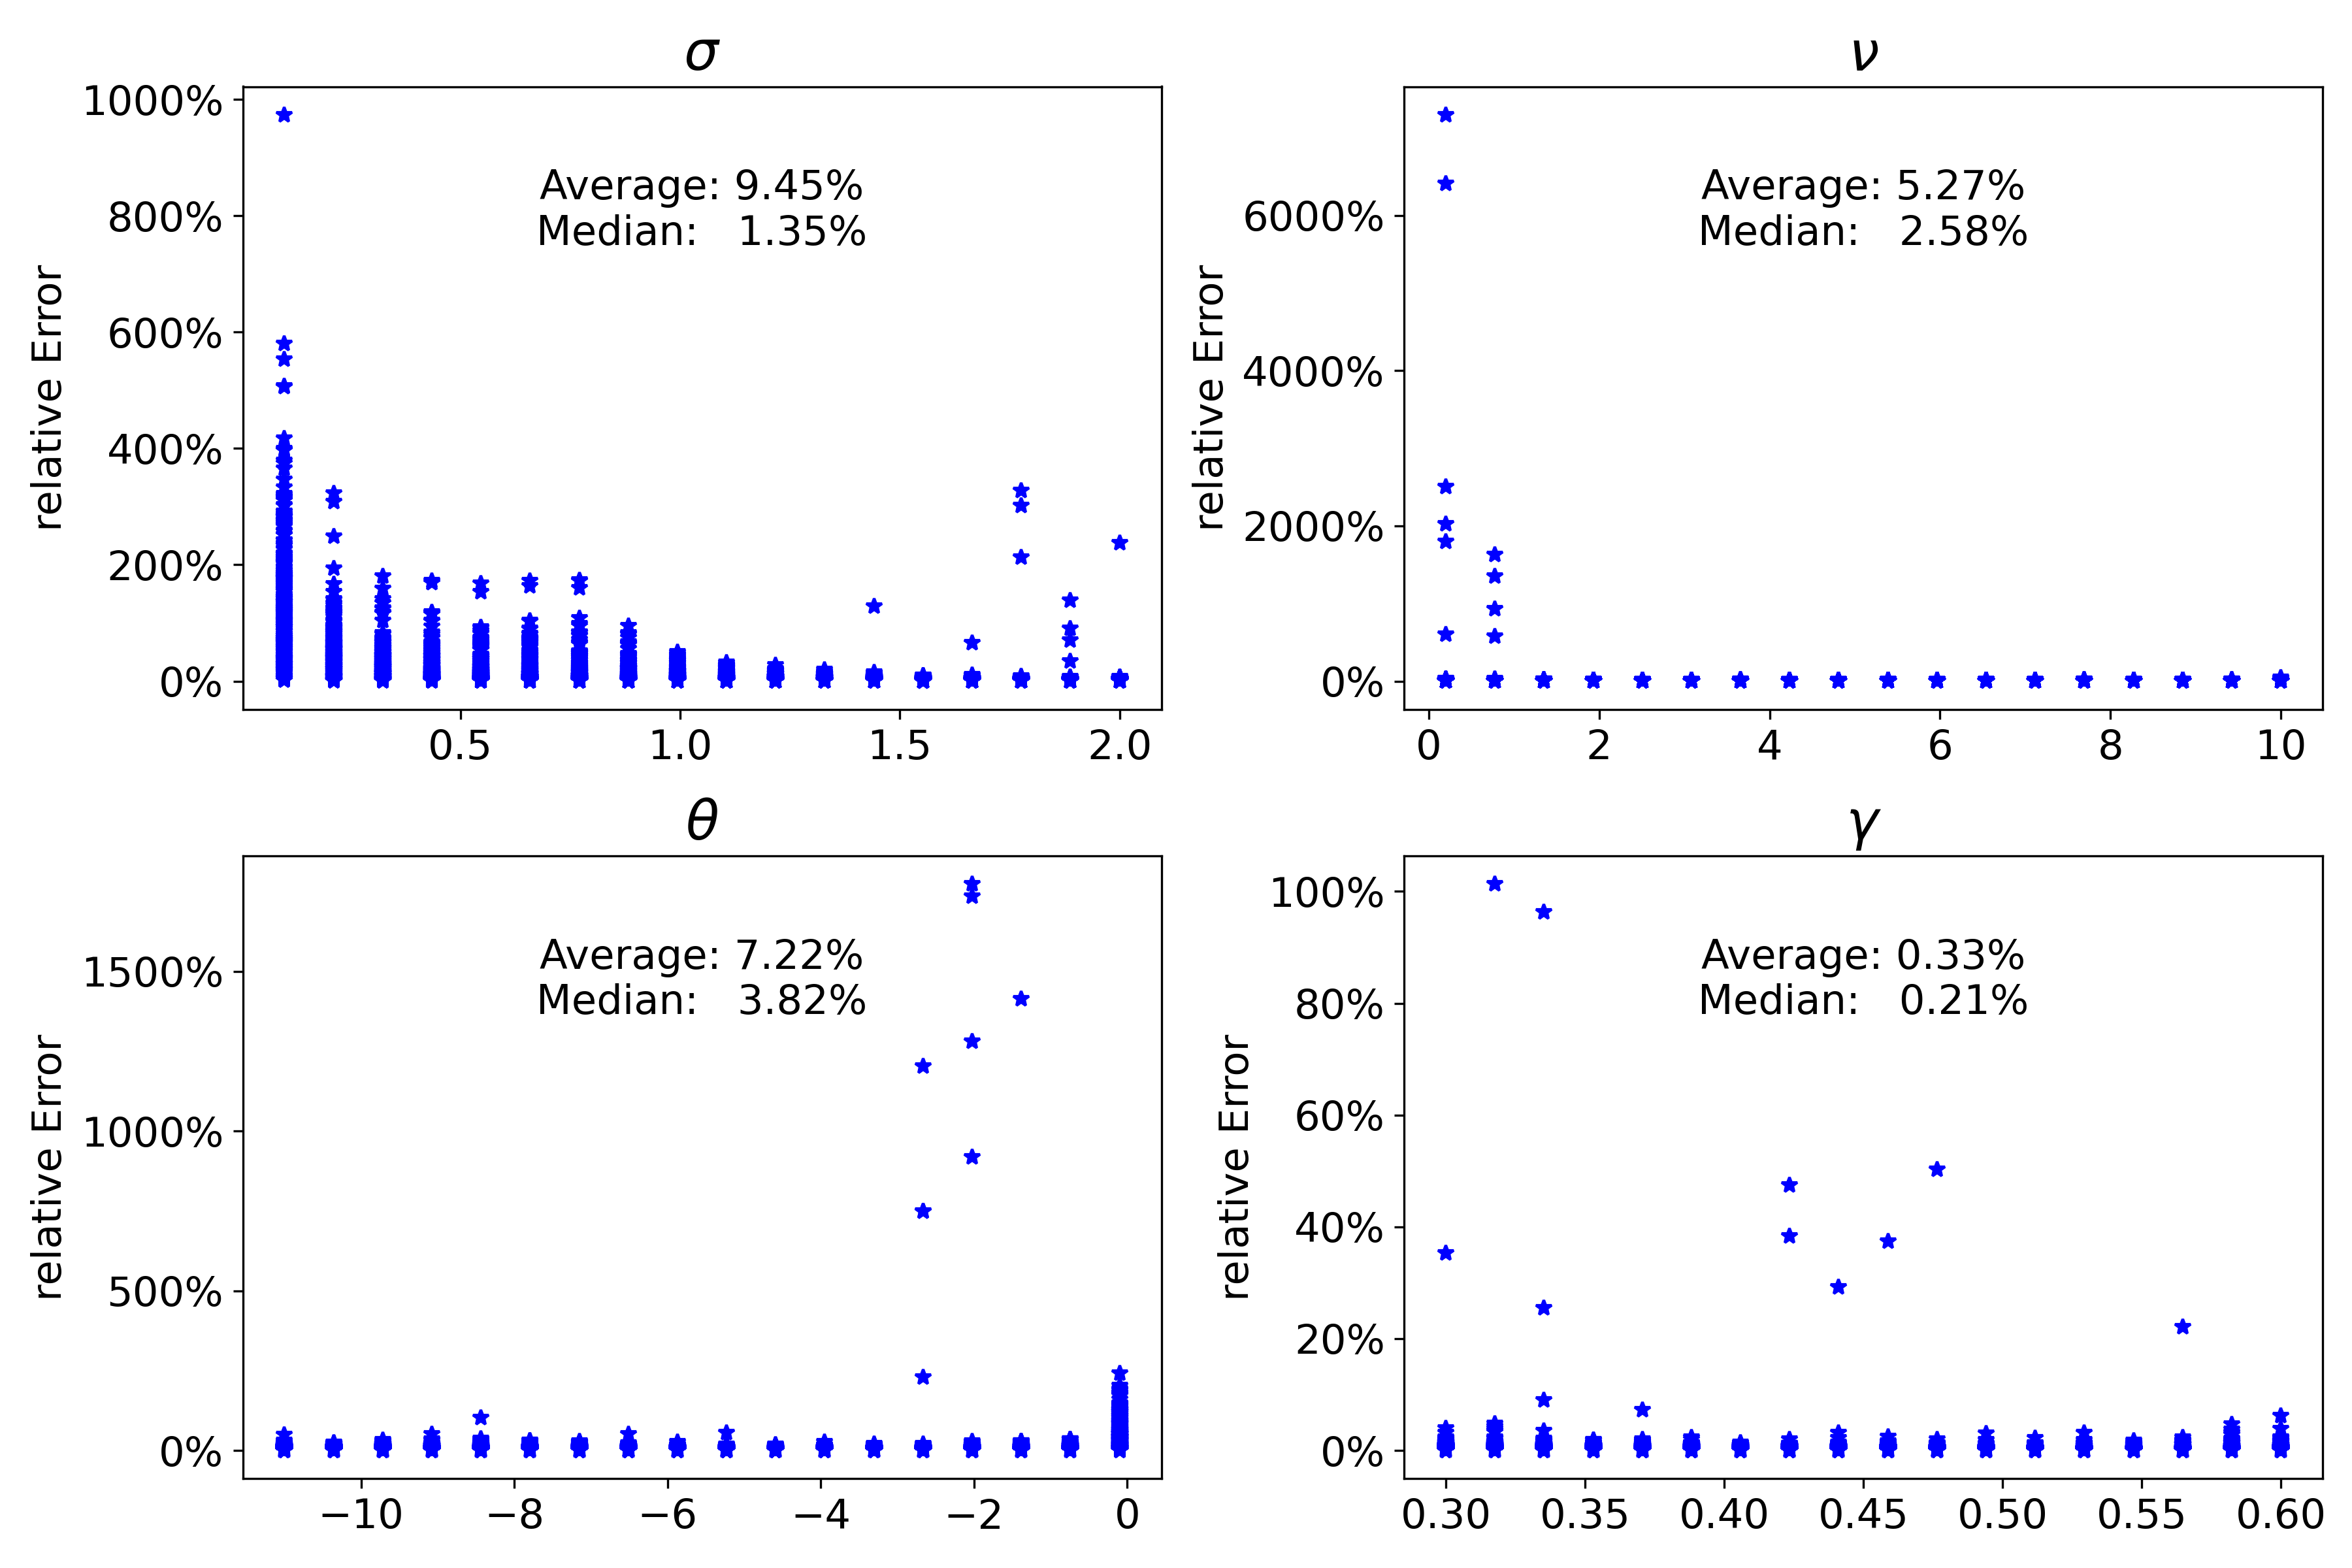 σ
1000%
800%
600%
400%
200%
0%
relative Error
Average: 9.45%
Median: 1.35%
0.5 1.0 1.5 2.0
ν
6000%
4000%
2000%
0%
relative Error
Average: 5.27%
Median: 2.58%
0 2 4 6 8 10
θ
1500%
1000%
500%
0%
relative Error
Average: 7.22%
Median: 3.82%
−10 −8 −6 −4 −2 0
γ
100%
80%
60%
40%
20%
0%
relative Error
Average: 0.33%
Median: 0.21%
0.30 0.35 0.40 0.45 0.50 0.55 0.60